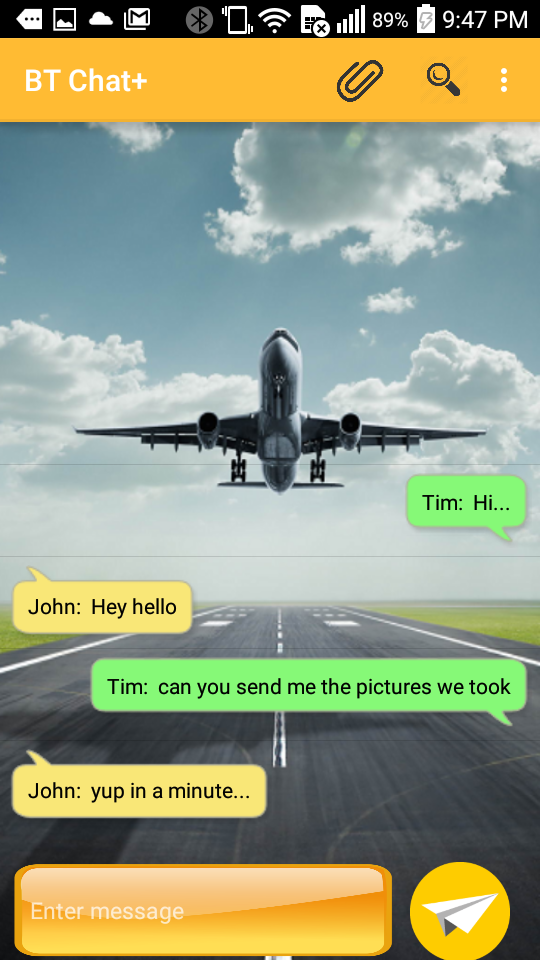 89% 9:47 PM
BT Chat+
Tim: Hi...
John: Hey hello
Tim: can you send me the pictures we took
John: yup in a minute...
Enter message